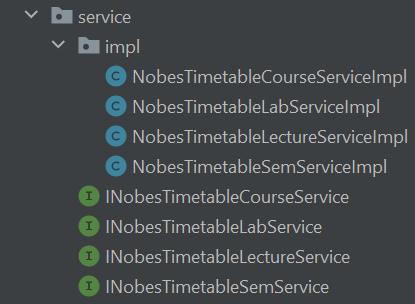 service
impl
C NobesTimetableCourseServiceImpl
C NobesTimetableLabServiceImpl
C NobesTimetableLectureServiceImpl
C NobesTimetableSemServiceImpl
I INobesTimetableCourseService
I INobesTimetableLabService
I INobesTimetableLectureService
I INobesTimetableSemService